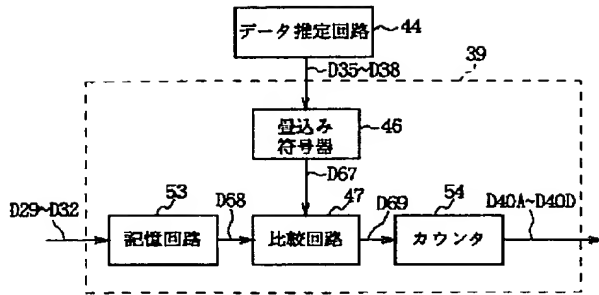 データ推定回路
44
D35~D38
39
畳込み
符号器
46
D67
D29~D32
53
記憶回路
D68
47
比較回路
D69
54
カウンタ
D40A~D40D